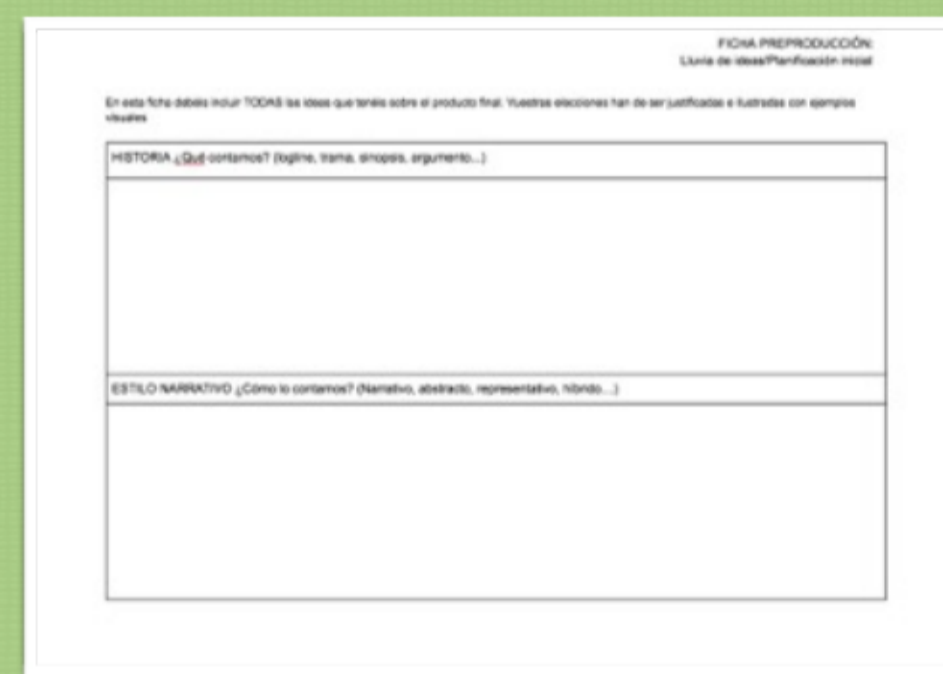 FICHA PREPRODUCCIÓN:
Lluvia de ideas/Planificación inicial
En esta ficha debéis incluir TODAS las ideas que tenéis sobre el producto final. Vuestras elecciones han de ser justificadas e ilustradas con ejemplos
visuales
HISTORIA ¿Qué contamos? (logline, trama, sinopsis, argumento...)
ESTILO NARRATIVO ¿Cómo lo contamos? (Narrativo, abstracto, representativo, híbrido...)